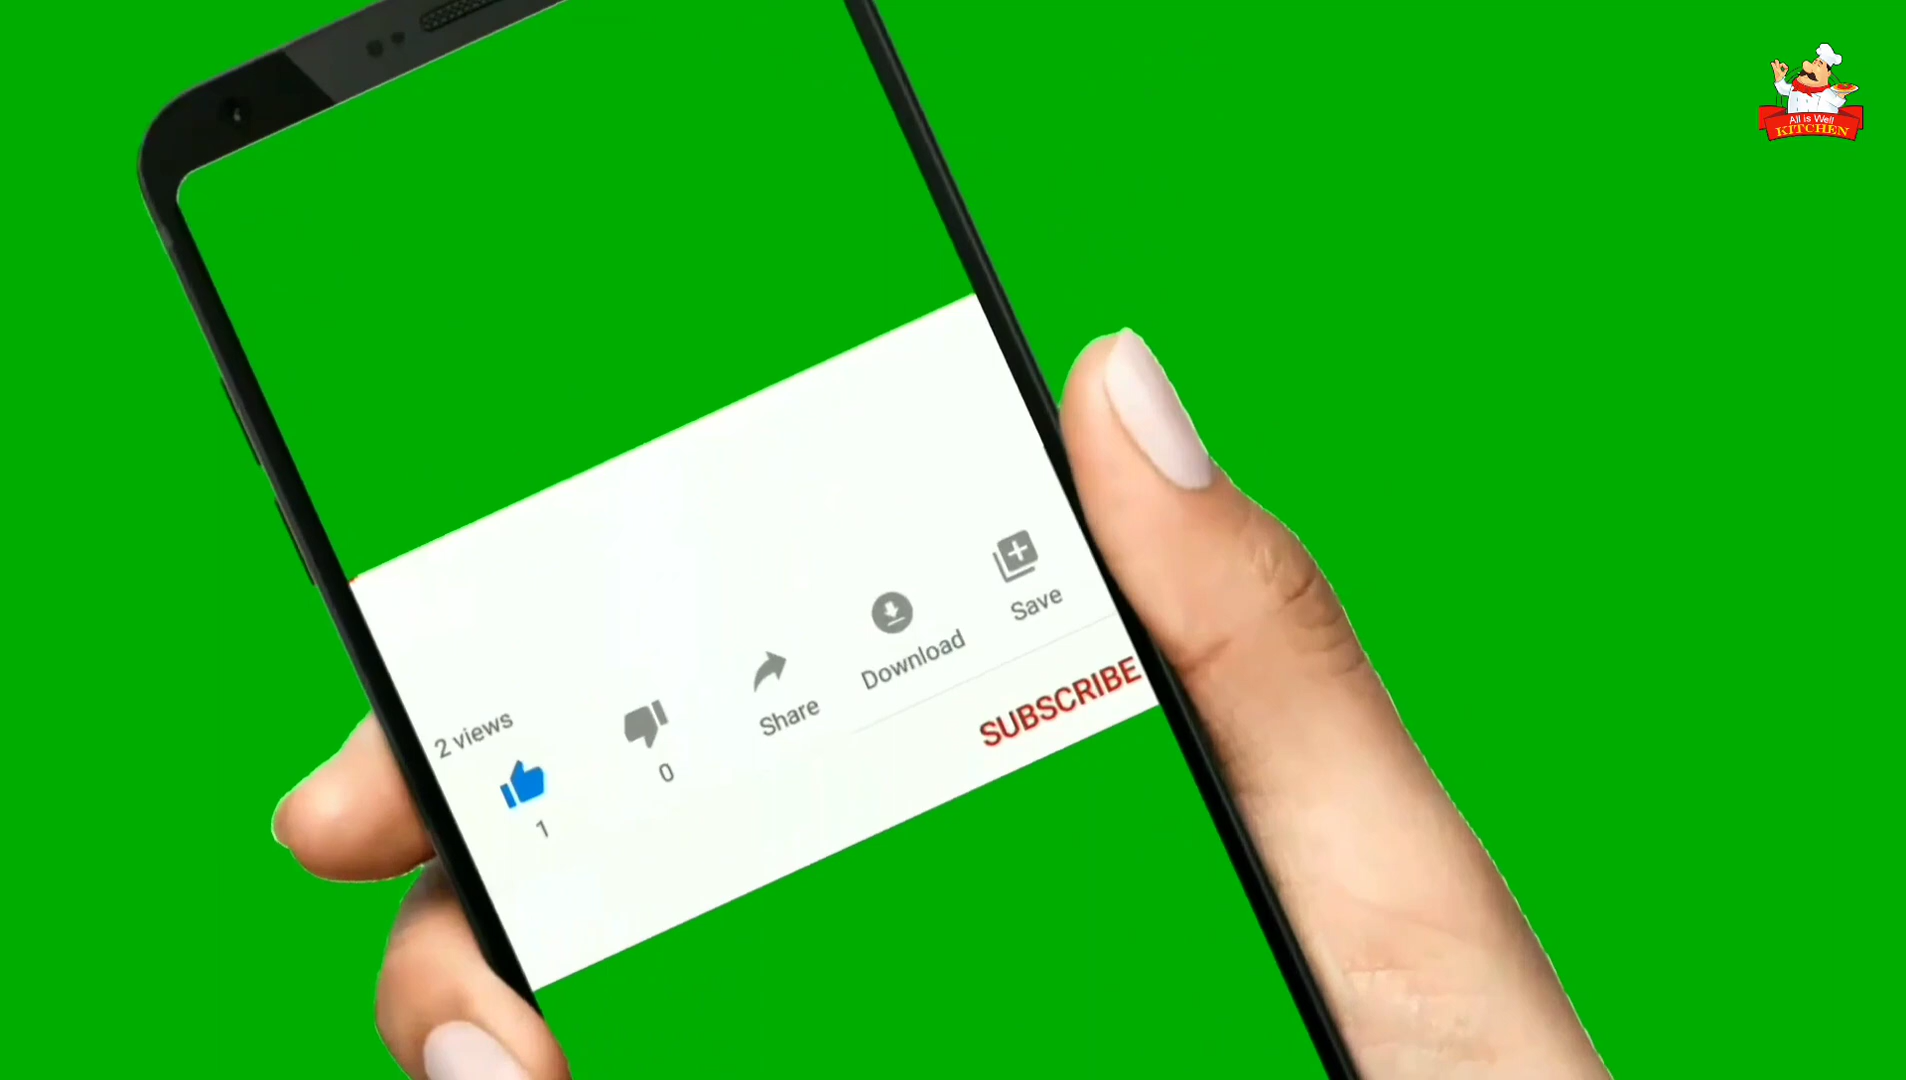 All is Well
KITCHEN
2 views
1
0
Share
Download
Save
SUBSCRIBE